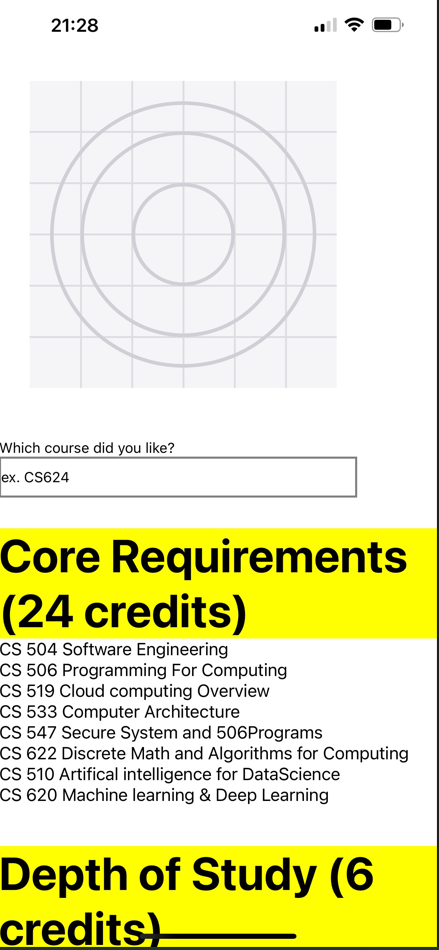 21:28
Which course did you like?
ex. CS624
Core Requirements
(24 credits)
CS 504 Software Engineering
CS 506 Programming For Computing
CS 519 Cloud computing Overview
CS 533 Computer Architecture
CS 547 Secure System and 506Programs
CS 622 Discrete Math and Algorithms for Computing
CS 510 Artifical intelligence for DataScience
CS 620 Machine learning & Deep Learning
Depth of Study (6
credits)